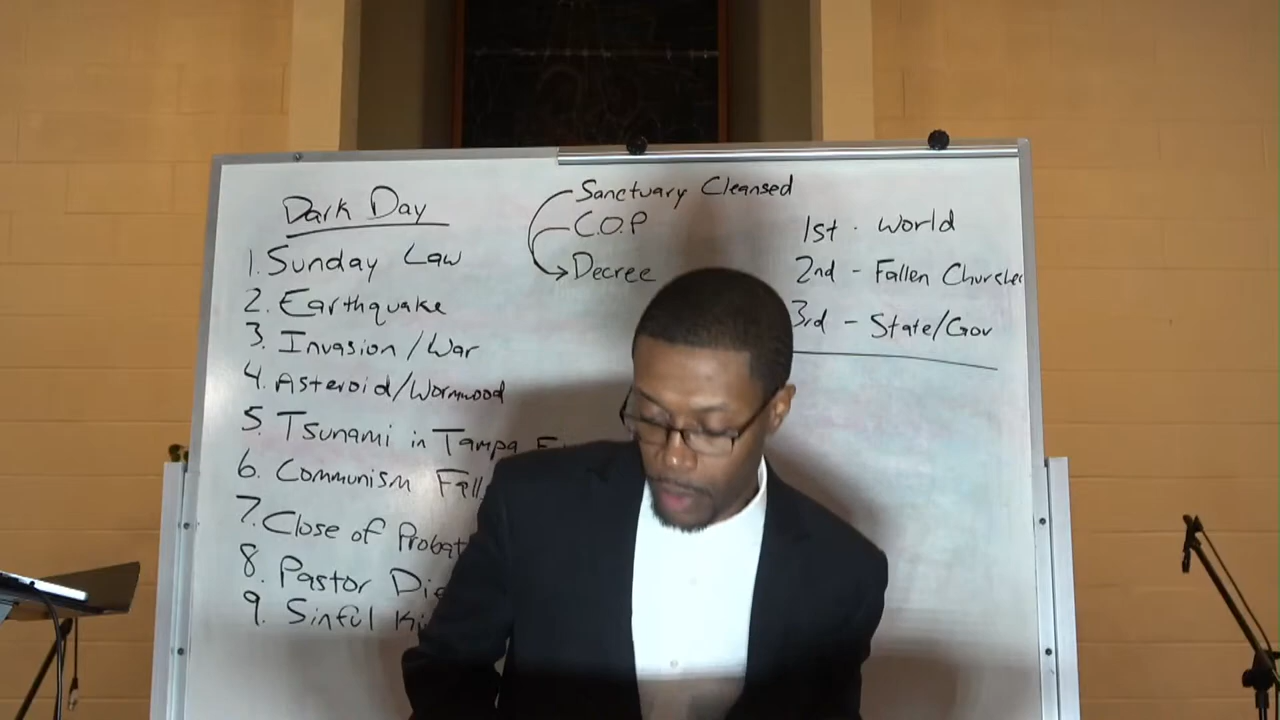 Dark Day
1. Sunday Law
2. Earthquake
3. Invasion/War
4. Asteroid/Wormwood
5. Tsunami in Tampa
6. Communism
7. Close of
8. Pastor
9. Sinful
Sanctuary Cleansed
C.O.P
Decree
1st. World
2nd - Fallen Churches
3rd - State/Gov